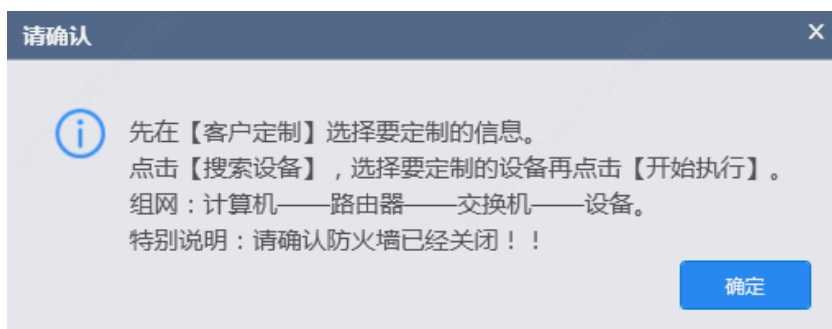 请确认
先在【客户定制】选择要定制的信息。
点击【搜索设备】，选择要定制的设备再点击【开始执行】。
组网：计算机——路由器——交换机——设备。
特别说明：请确认防火墙已经关闭！！
确定